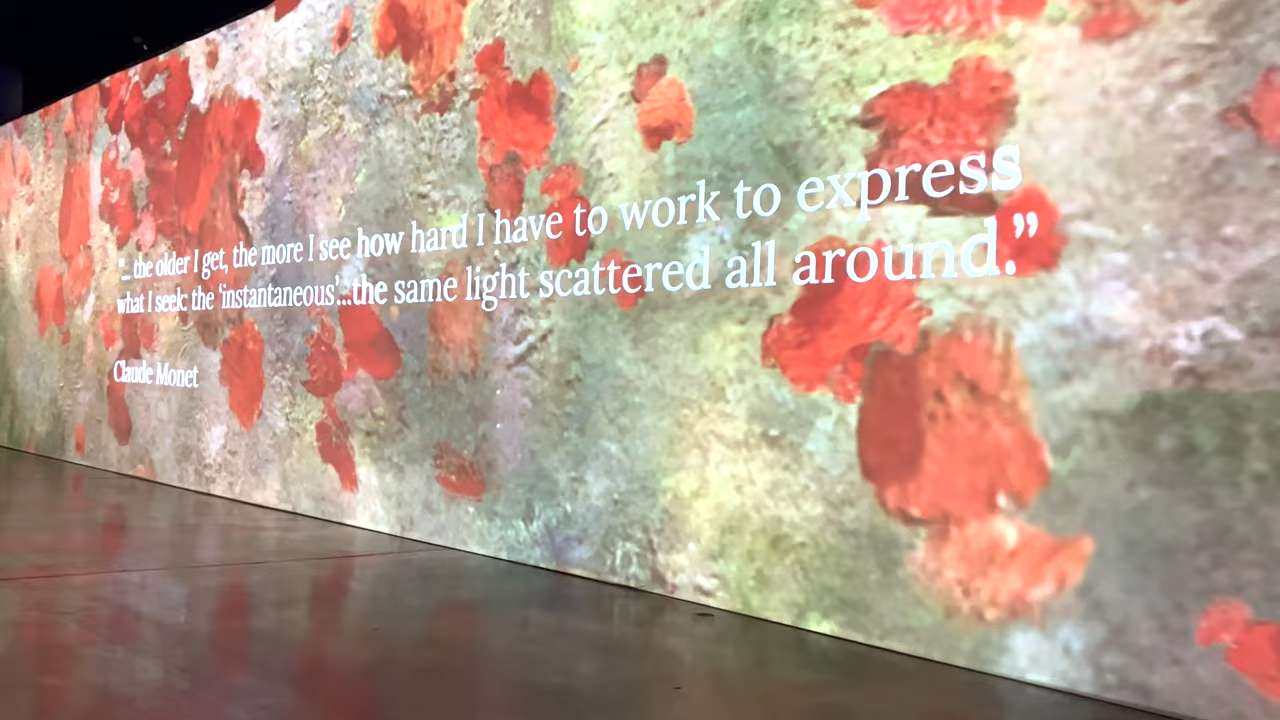 "... the older I get, the more I see how hard I have to work to express
what I seek: the ‘instantaneous’...the same light scattered all around.”
Claude Monet